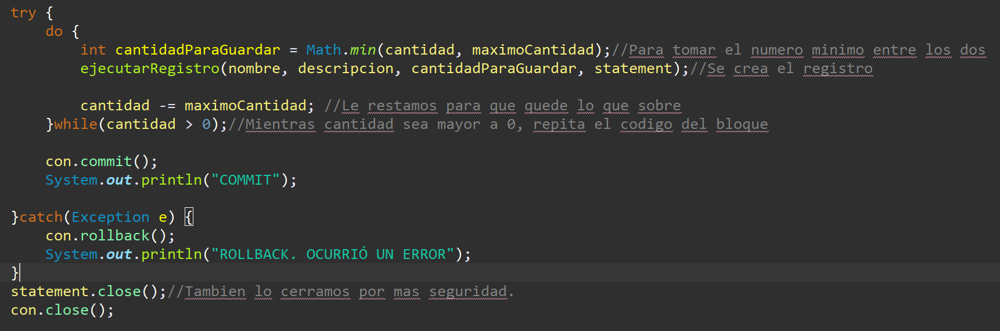 try {
do {
int cantidadParaGuardar = Math.min(cantidad, maximoCantidad);//Para tomar el numero minimo entre los dos
ejecutarRegistro(nombre, descripcion, cantidadParaGuardar, statement);//Se crea el registro
cantidad -= maximoCantidad; //Le restamos para que quede lo que sobre
}while(cantidad > 0);//Mientras cantidad sea mayor a 0, repita el codigo del bloque
con.commit();
System.out.println("COMMIT");
}catch(Exception e) {
con.rollback();
System.out.println("ROLLBACK. OCURRIÓ UN ERROR");
}
statement.close();//Tambien lo cerramos por mas seguridad.
con.close();